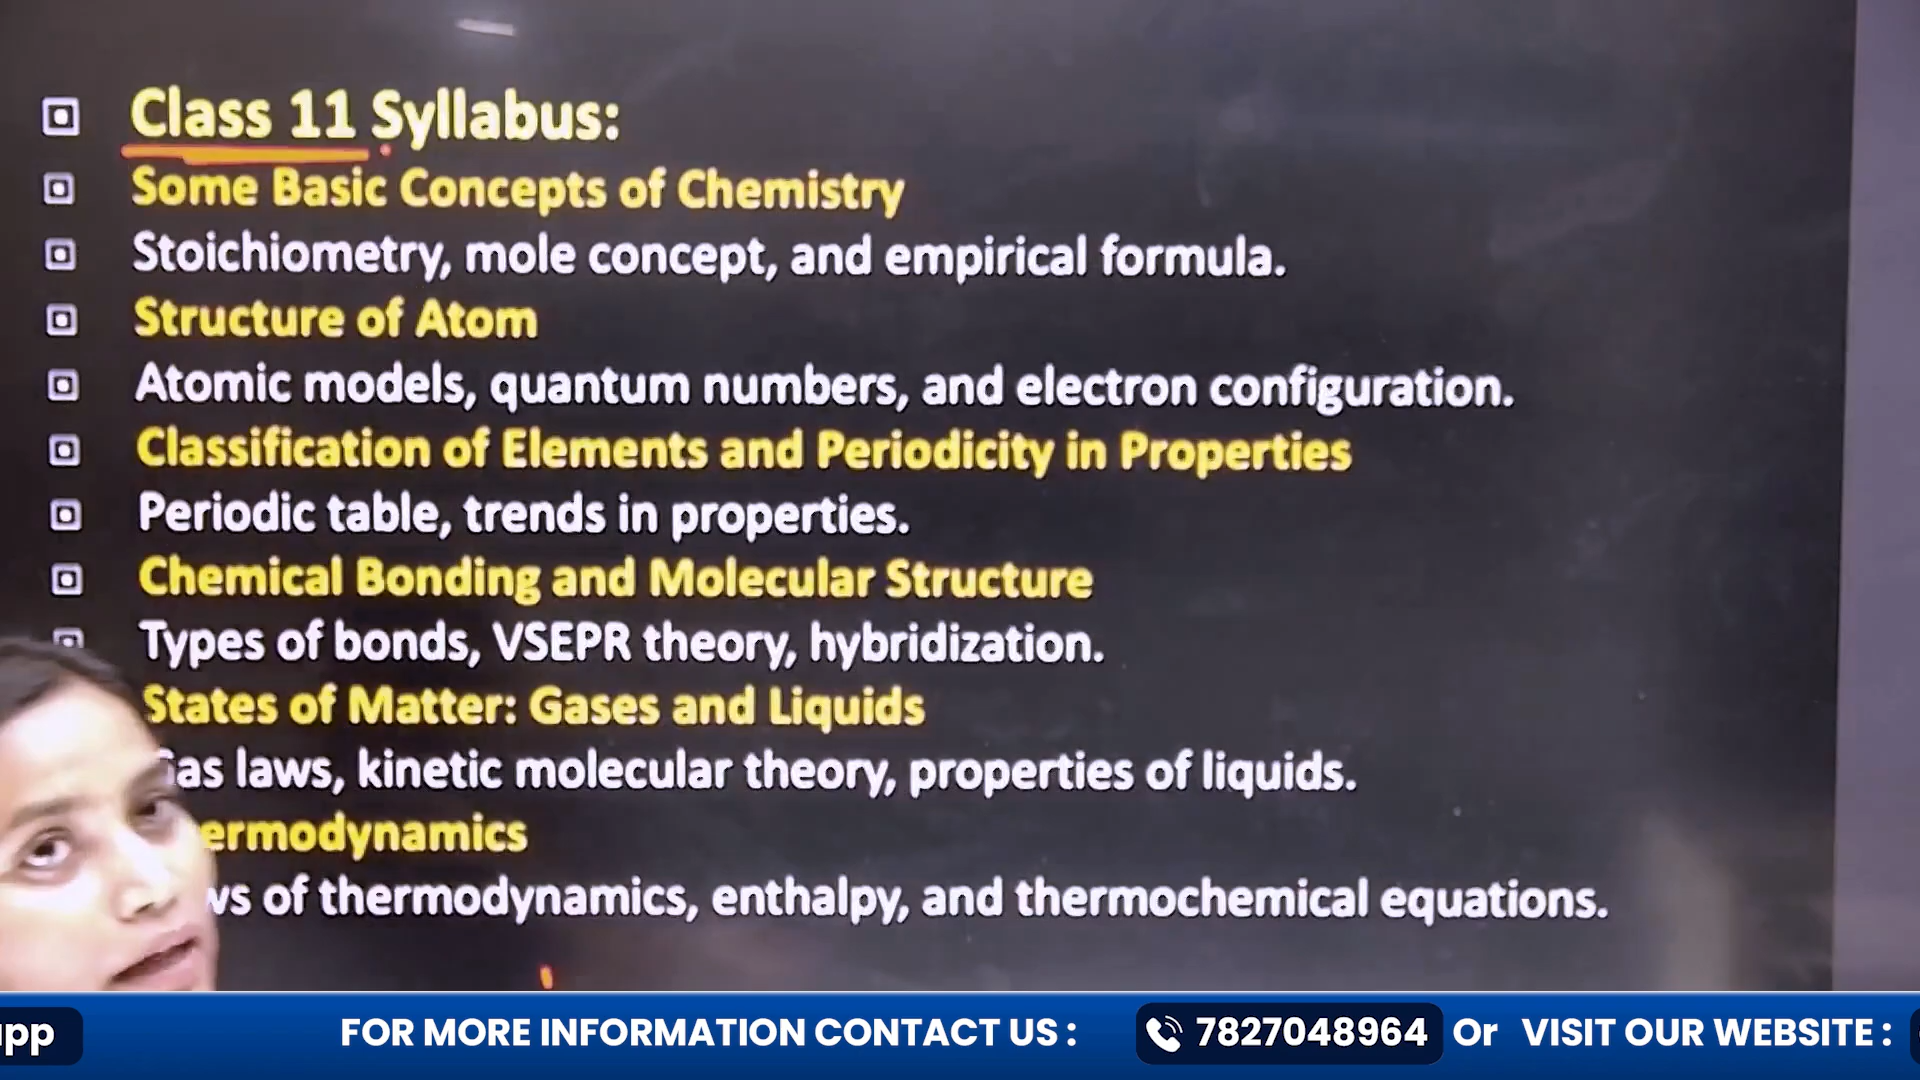 Class 11 Syllabus:
Some Basic Concepts of Chemistry
Stoichiometry, mole concept, and empirical formula.
Structure of Atom
Atomic models, quantum numbers, and electron configuration.
Classification of Elements and Periodicity in Properties
Periodic table, trends in properties.
Chemical Bonding and Molecular Structure
Types of bonds, VSEPR theory, hybridization.
States of Matter: Gases and Liquids
laws, kinetic molecular theory, properties of liquids.
of thermodynamics, enthalpy, and thermochemical equations.
FOR MORE INFORMATION CONTACT US : 7827048964 Or VISIT OUR WEBSITE :